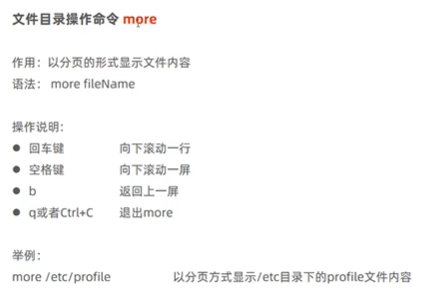 文件目录操作命令 more
作用：以分页的形式显示文件内容
语法： more fileName
操作说明：
● 回车键 向下滚动一行
● 空格键 向下滚动一屏
● b 返回上一屏
● q或者Ctrl+C 退出more
举例：
more /etc/profile 以分页方式显示/etc目录下的profile文件内容